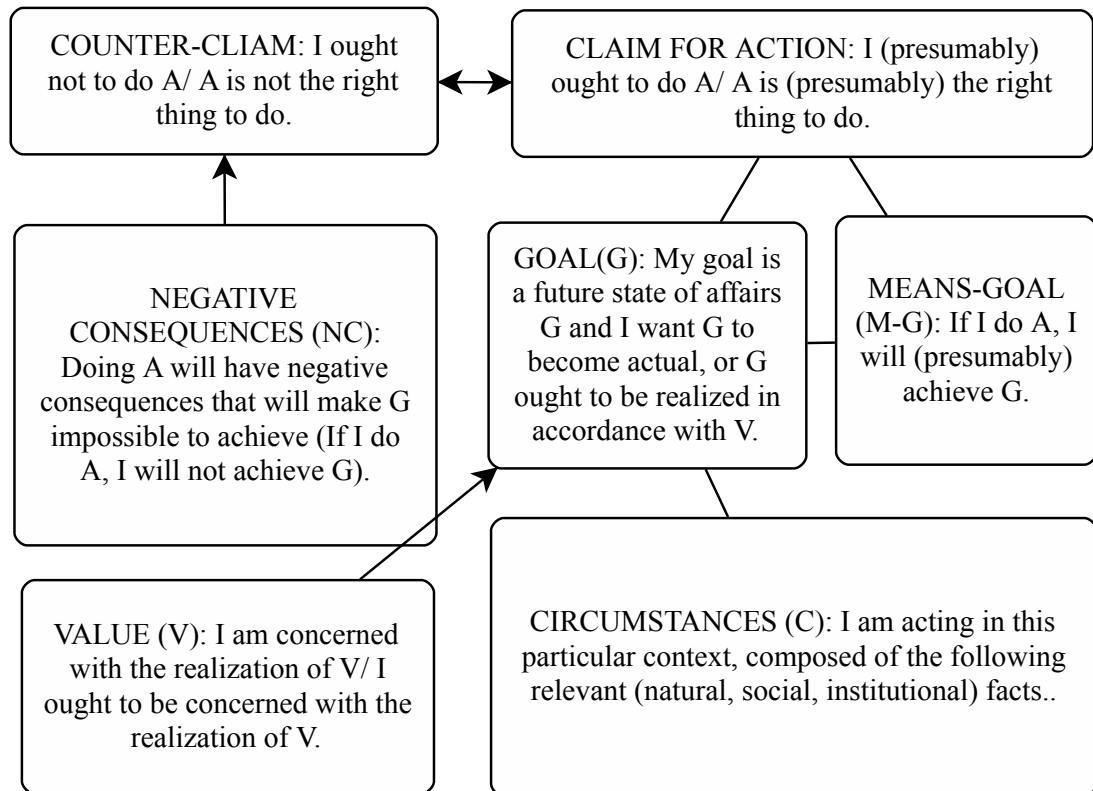 COUNTER-CLIAM: I ought
not to do A/ A is not the right
thing to do.
CLAIM FOR ACTION: I (presumably)
ought to do A/ A is (presumably) the right
thing to do.
NEGATIVE
CONSEQUENCES (NC):
Doing A will have negative
consequences that will make G
impossible to achieve (If I do
A, I will not achieve G).
GOAL(G): My goal is
a future state of affairs
G and I want G to
become actual, or G
ought to be realized in
accordance with V.
MEANS-GOAL
(M-G): If I do A, I
will (presumably)
achieve G.
VALUE (V): I am concerned
with the realization of V/ I
ought to be concerned with the
realization of V.
CIRCUMSTANCES (C): I am acting in this
particular context, composed of the following
relevant (natural, social, institutional) facts..